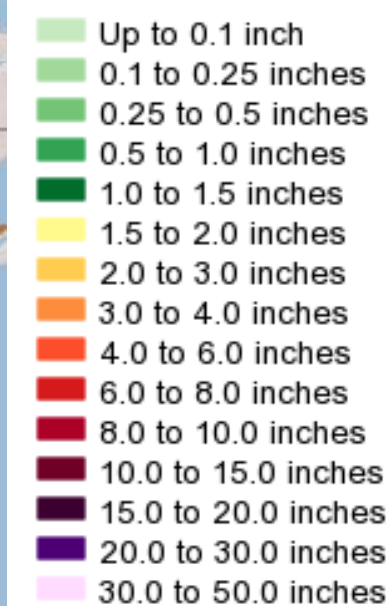 Up to 0.1 inch
0.1 to 0.25 inches
0.25 to 0.5 inches
0.5 to 1.0 inches
1.0 to 1.5 inches
1.5 to 2.0 inches
2.0 to 3.0 inches
3.0 to 4.0 inches
4.0 to 6.0 inches
6.0 to 8.0 inches
8.0 to 10.0 inches
10.0 to 15.0 inches
15.0 to 20.0 inches
20.0 to 30.0 inches
30.0 to 50.0 inches